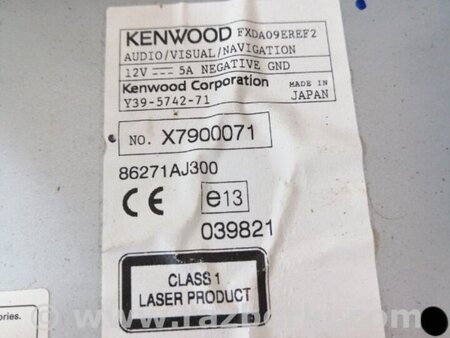 KENWOOD FXDA09EREF2
AUDIO/VISUAL/NAVIGATION
12V ⎓ 5A NEGATIVE GND
Kenwood Corporation MADE IN
Y39-5742-71 JAPAN
NO. X7900071
86271AJ300
CE e13
039821
CLASS 1
LASER PRODUCT
ories.